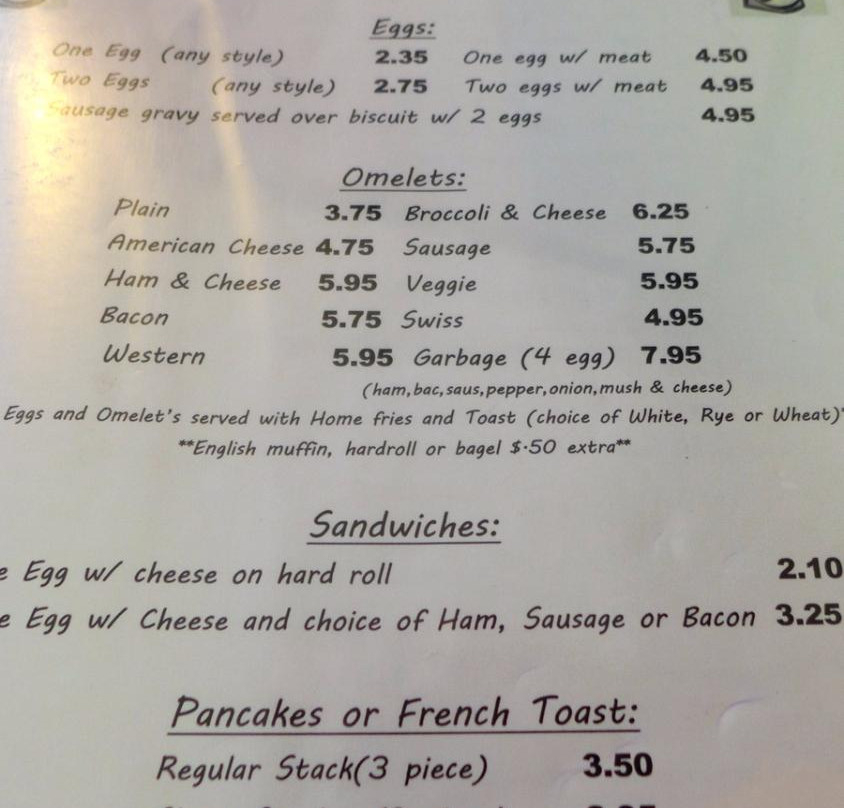 Eggs:
One Egg (any style) 2.35 One egg w/ meat 4.50
Two Eggs (any style) 2.75 Two eggs w/ meat 4.95
Sausage gravy served over biscuit w/ 2 eggs 4.95
Omelets:
Plain 3.75 Broccoli & Cheese 6.25
American Cheese 4.75 Sausage 5.75
Ham & Cheese 5.95 Veggie 5.95
Bacon 5.75 Swiss 4.95
Western 5.95 Garbage (4 egg) 7.95
(ham,bac,saus,pepper,onion,mush & cheese)
Eggs and Omelet's served with Home fries and Toast (choice of White, Rye or Wheat)*
**English muffin, hardroll or bagel $.50 extra**
Sandwiches:
e Egg w/ cheese on hard roll 2.10
e Egg w/ Cheese and choice of Ham, Sausage or Bacon 3.25
Pancakes or French Toast:
Regular Stack(3 piece) 3.50